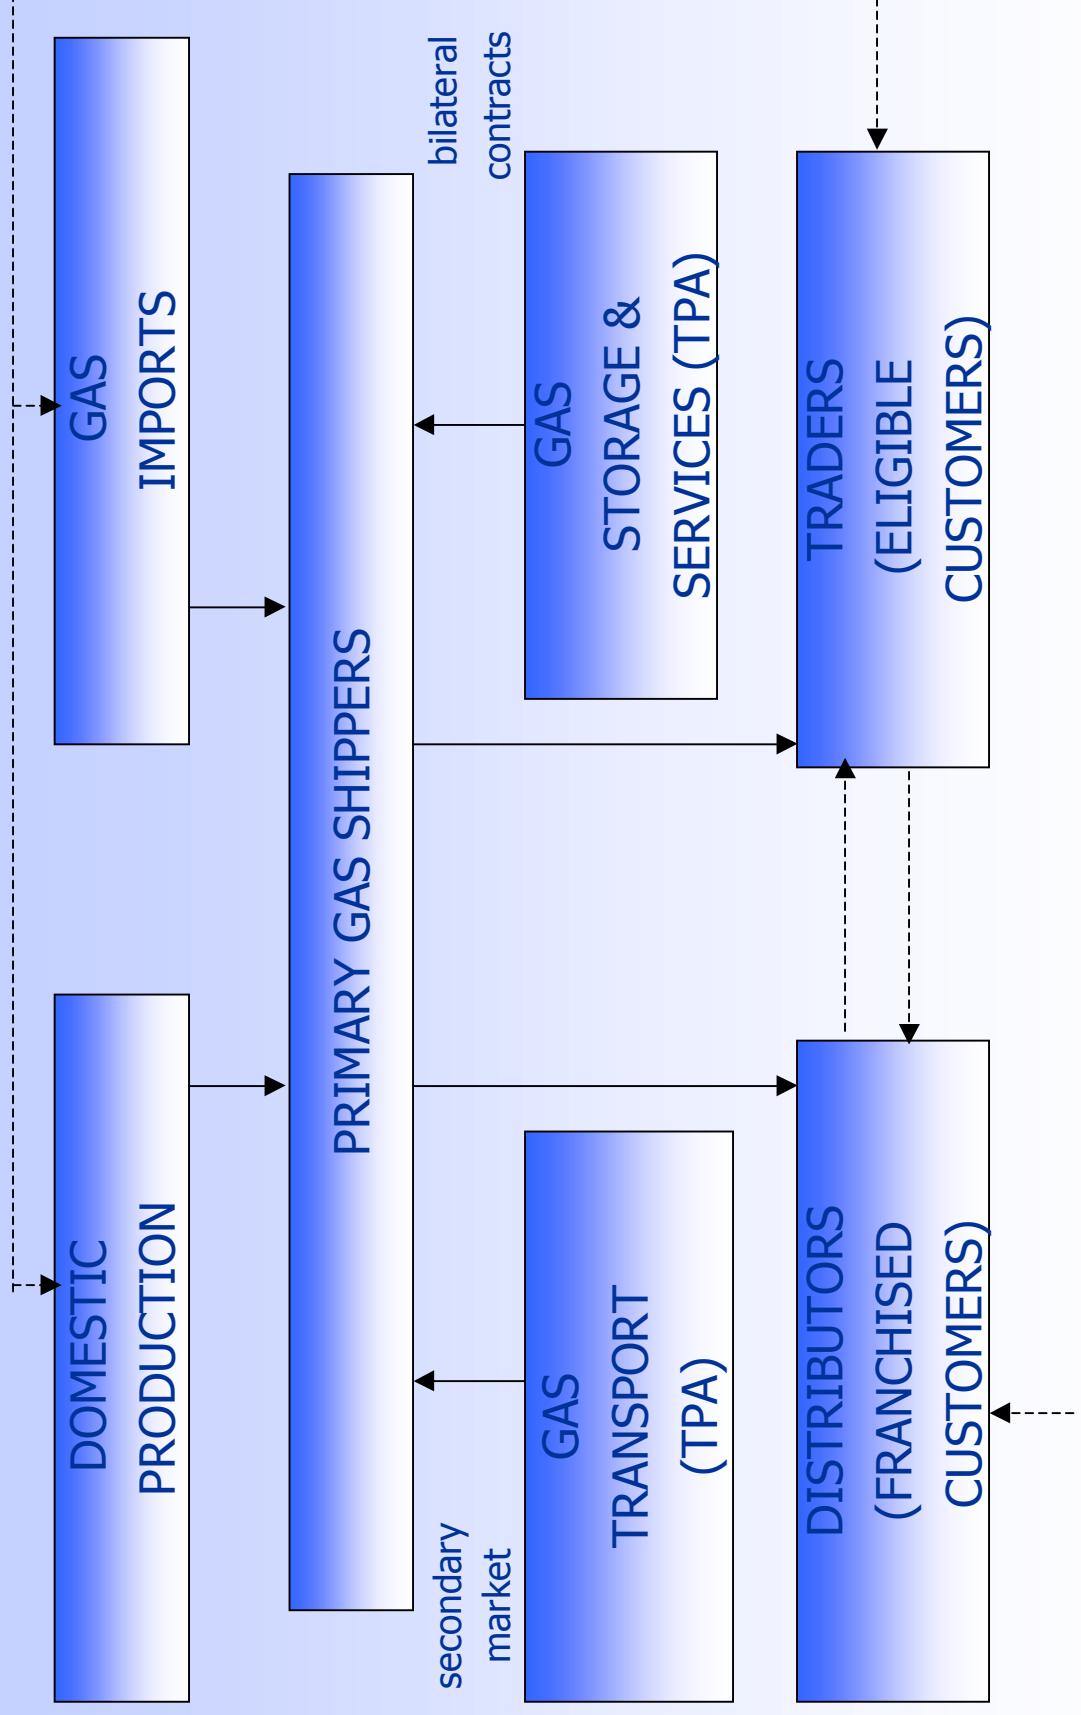 DOMESTIC
PRODUCTION
GAS
IMPORTS
PRIMARY GAS SHIPPERS
secondary
market
bilateral
contracts
GAS
TRANSPORT
(TPA)
GAS
STORAGE &
SERVICES (TPA)
DISTRIBUTORS
(FRANCHISED
CUSTOMERS)
TRADERS
(ELIGIBLE
CUSTOMERS)